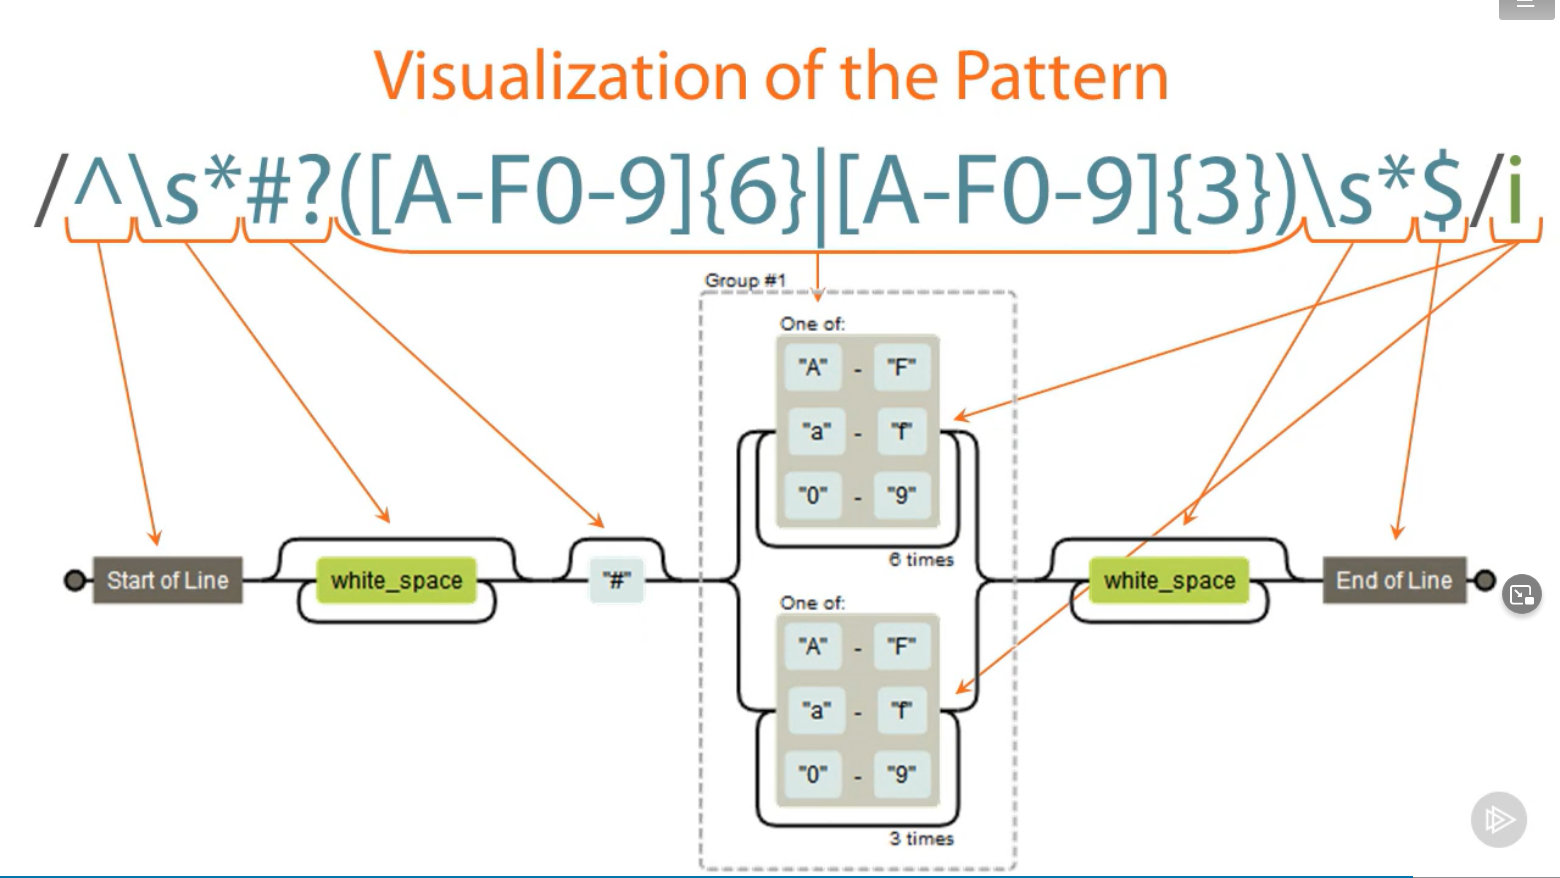 Visualization of the Pattern
/^\s*#?([A-F0-9]{6}|[A-F0-9]{3})\s*$/i
Group #1
One of:
"A" - "F"
"a" - "f"
"0" - "9"
6 times
Start of Line
white_space
"#"
white_space
End of Line
One of:
"A" - "F"
"a" - "f"
"0" - "9"
3 times